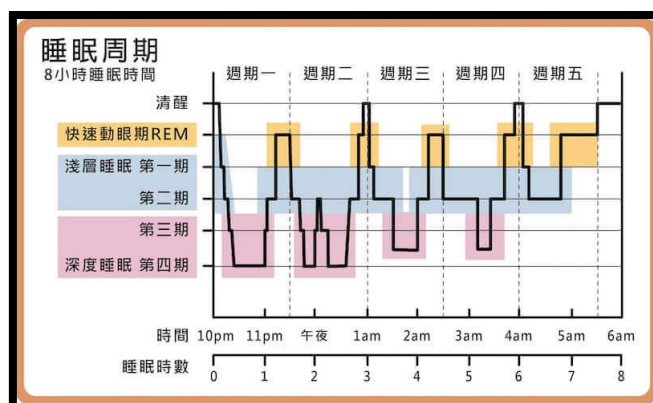 睡眠周期
8小時睡眠時間
週期一 週期二 週期三 週期四 週期五
清醒
快速動眼期REM
淺層睡眠 第一期
第二期
第三期
深度睡眠 第四期
時間 10pm 11pm 午夜 1am 2am 3am 4am 5am 6am
睡眠時數 0 1 2 3 4 5 6 7 8